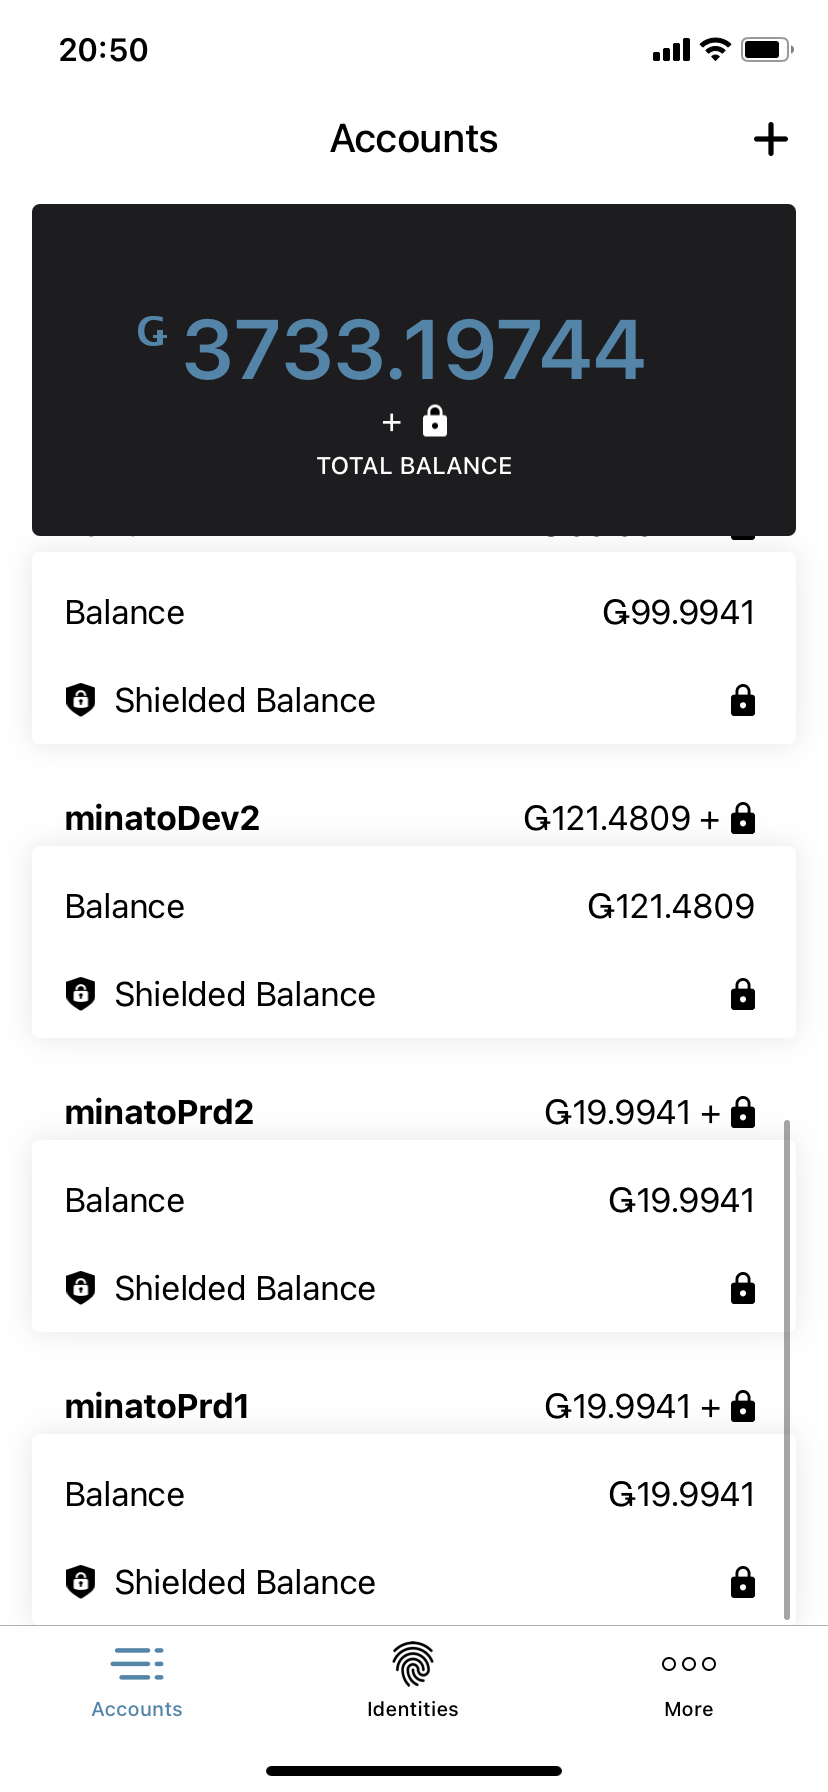 20:50
Accounts
Ǥ 3733.19744
+
TOTAL BALANCE
Balance Ǥ99.9941
Shielded Balance
minatoDev2 Ǥ121.4809 +
Balance Ǥ121.4809
Shielded Balance
minatoPrd2 Ǥ19.9941 +
Balance Ǥ19.9941
Shielded Balance
minatoPrd1 Ǥ19.9941 +
Balance Ǥ19.9941
Shielded Balance
Accounts Identities More